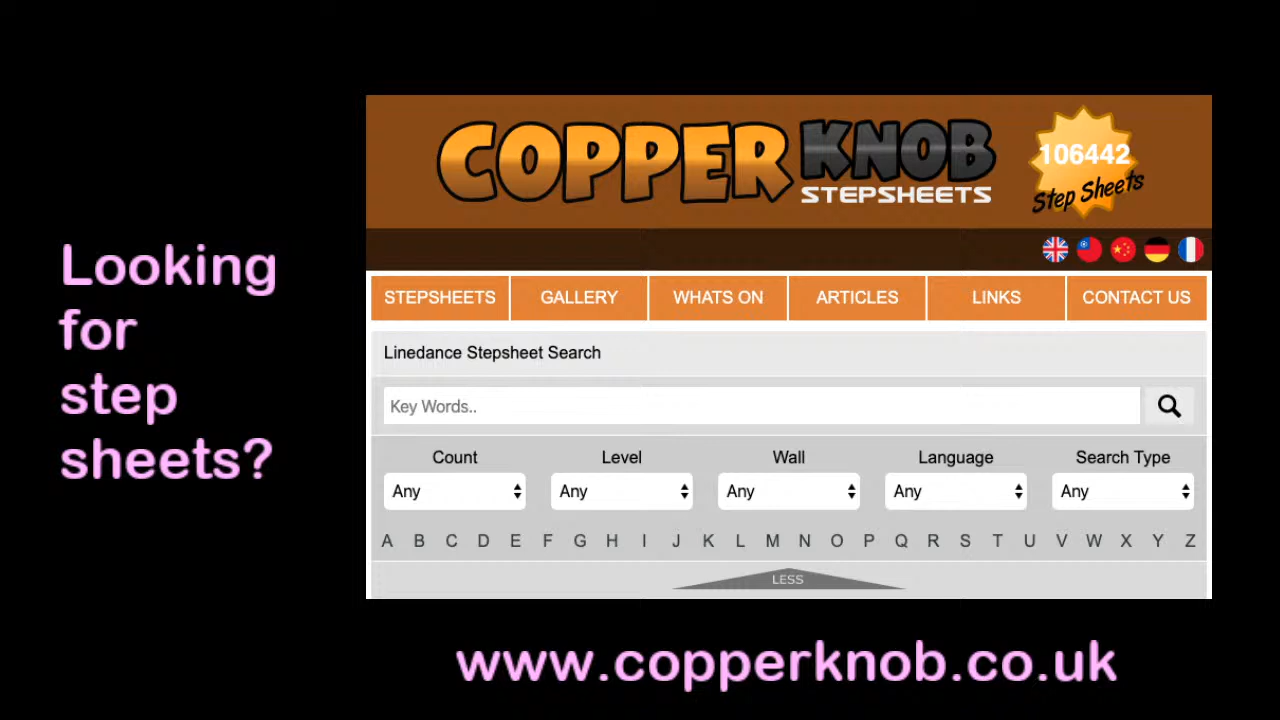 Looking
for
step
sheets?
COPPER KNOB
STEPSHEETS
106442
Step Sheets
STEPSHEETS GALLERY WHATS ON ARTICLES LINKS CONTACT US
Linedance Stepsheet Search
Key Words..
Count Level Wall Language Search Type
Any Any Any Any Any
A B C D E F G H I J K L M N O P Q R S T U V W X Y Z
LESS
www.copperknob.co.uk